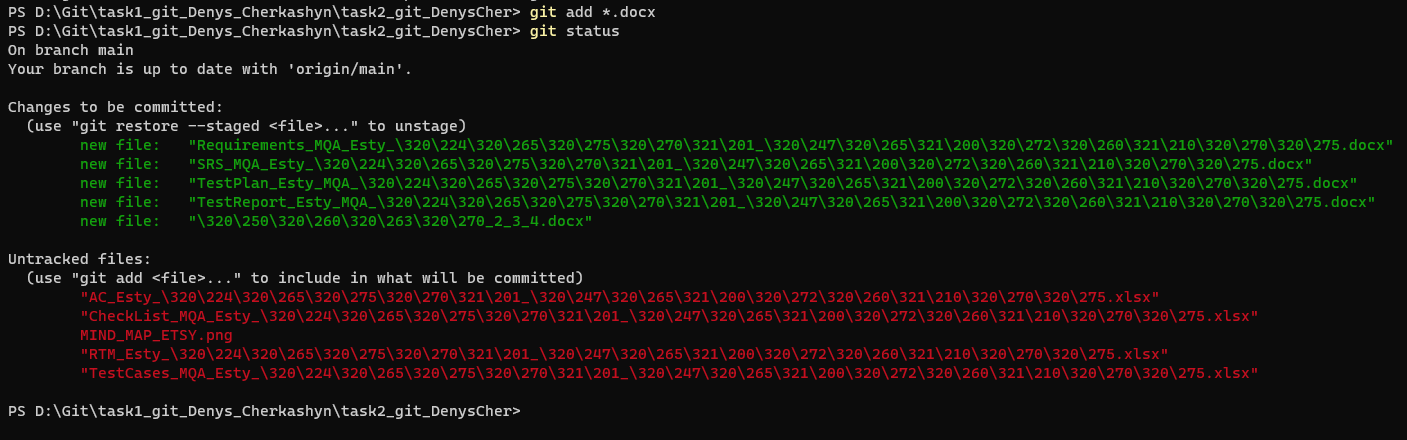 PS D:\Git\task1_git_Denys_Cherkashyn\task2_git_DenysCher> git add *.docx
PS D:\Git\task1_git_Denys_Cherkashyn\task2_git_DenysCher> git status
On branch main
Your branch is up to date with 'origin/main'.
Changes to be committed:
(use "git restore --staged <file>..." to unstage)
new file: "Requirements_MQA_Esty_\320\224\320\265\320\275\320\270\321\201_\320\247\320\265\321\200\320\272\320\260\321\210\320\270\320\275.docx"
new file: "SRS_MQA_Esty_\320\224\320\265\320\275\320\270\321\201_\320\247\320\265\321\200\320\272\320\260\321\210\320\270\320\275.docx"
new file: "TestPlan_Esty_MQA_\320\224\320\265\320\275\320\270\321\201_\320\247\320\265\321\200\320\272\320\260\321\210\320\270\320\275.docx"
new file: "TestReport_Esty_MQA_\320\224\320\265\320\275\320\270\321\201_\320\247\320\265\321\200\320\272\320\260\321\210\320\270\320\275.docx"
new file: "\320\250\320\260\320\263\320\270_2_3_4.docx"
Untracked files:
(use "git add <file>..." to include in what will be committed)
"AC_Esty_\320\224\320\265\320\275\320\270\321\201_\320\247\320\265\321\200\320\272\320\260\321\210\320\270\320\275.xlsx"
"CheckList_MQA_Esty_\320\224\320\265\320\275\320\270\321\201_\320\247\320\265\321\200\320\272\320\260\321\210\320\270\320\275.xlsx"
MIND_MAP_ETSY.png
"RTM_Esty_\320\224\320\265\320\275\320\270\321\201_\320\247\320\265\321\200\320\272\320\260\321\210\320\270\320\275.xlsx"
"TestCases_MQA_Esty_\320\224\320\265\320\275\320\270\321\201_\320\247\320\265\321\200\320\272\320\260\321\210\320\270\320\275.xlsx"
PS D:\Git\task1_git_Denys_Cherkashyn\task2_git_DenysCher>